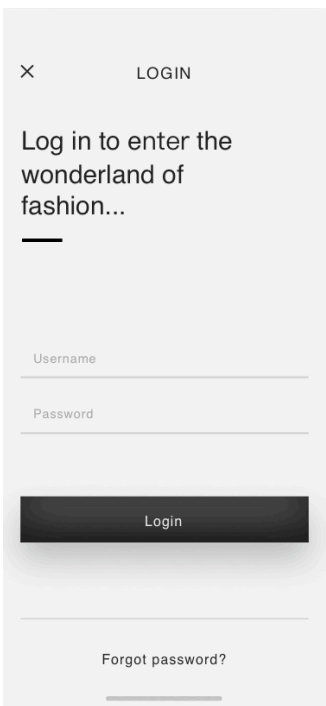 LOGIN
Log in to enter the
wonderland of
fashion...
Username
Password
Login
Forgot password?